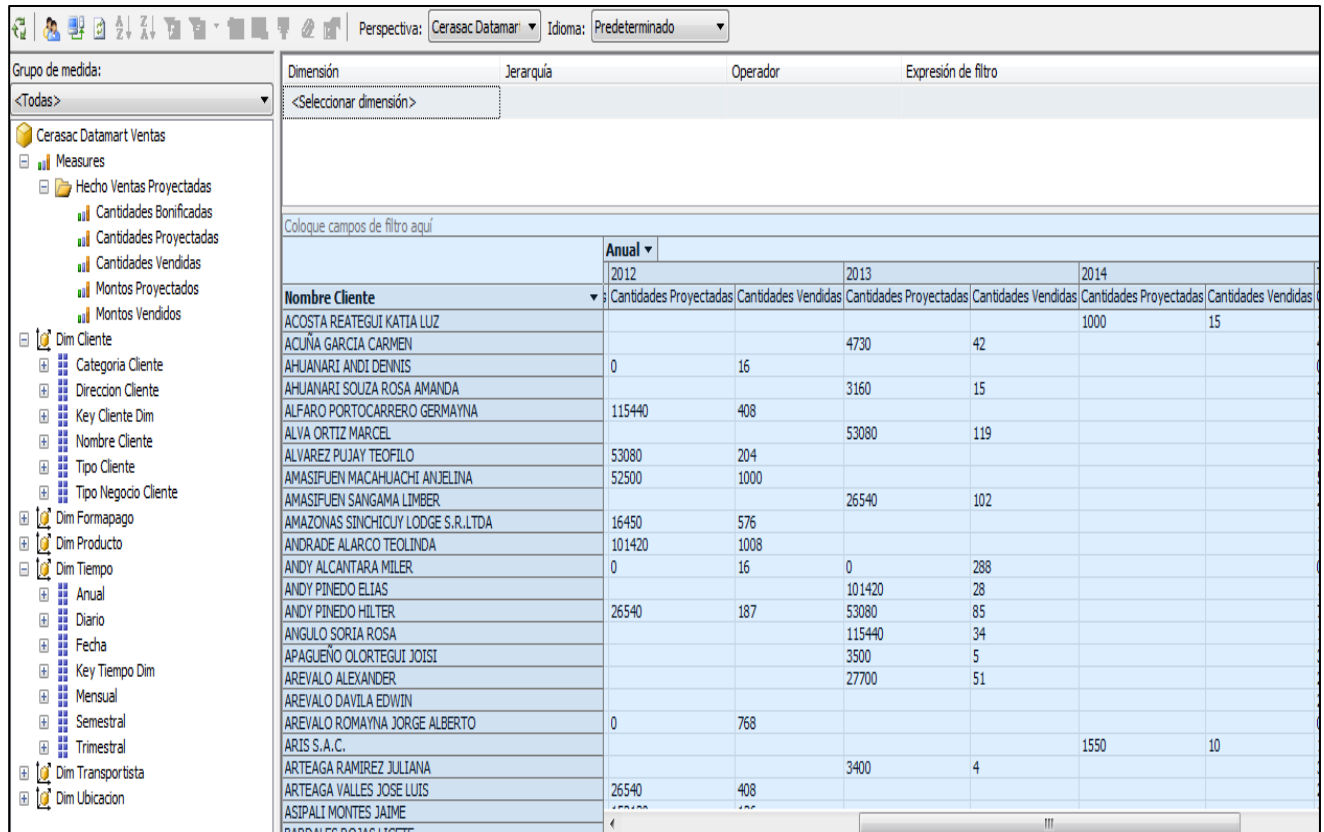 Perspectiva: Cerasac Datamar Idioma: Predeterminado
Grupo de medida:
<Todas>
Cerasac Datamart Ventas
Measures
Hecho Ventas Proyectadas
Cantidades Bonificadas
Cantidades Proyectadas
Cantidades Vendidas
Montos Proyectados
Montos Vendidos
Dim Cliente
Categoria Cliente
Direccion Cliente
Key Cliente Dim
Nombre Cliente
Tipo Cliente
Tipo Negocio Cliente
Dim Formapago
Dim Producto
Dim Tiempo
Anual
Diario
Fecha
Key Tiempo Dim
Mensual
Semestral
Trimestral
Dim Transportista
Dim Ubicacion
Dimensión Jerarquía Operador Expresión de filtro
<Seleccionar dimensión>
Coloque campos de filtro aquí
Anual
2012 2013 2014
Nombre Cliente Cantidades Proyectadas Cantidades Vendidas Cantidades Proyectadas Cantidades Vendidas Cantidades Proyectadas Cantidades Vendidas
ACOSTA REATEGUI KATIA LUZ 1000 15
ACUÑA GARCIA CARMEN 4730 42
AHUANARI ANDI DENNIS 0 16
AHUANARI SOUZA ROSA AMANDA 3160 15
ALFARO PORTOCARRERO GERMAYNA 115440 408
ALVA ORTIZ MARCEL 53080 119
ALVAREZ PUJAY TEOFILO 53080 204
AMASIFUEN MACAHUACHI ANJELINA 52500 1000
AMASIFUEN SANGAMA LIMBER 26540 102
AMAZONAS SINCHICUY LODGE S.R.LTDA 16450 576
ANDRADE ALARCO TEOLINDA 101420 1008
ANDY ALCANTARA MILER 0 16 0 288
ANDY PINEDO ELIAS 101420 28
ANDY PINEDO HILTER 26540 187 53080 85
ANGULO SORIA ROSA 115440 34
APAGUEÑO OLORTEGUI JOISI 3500 5
AREVALO ALEXANDER 27700 51
AREVALO DAVILA EDWIN
AREVALO ROMAYNA JORGE ALBERTO 0 768
ARIS S.A.C. 1550 10
ARTEAGA RAMIREZ JULIANA 3400 4
ARTEAGA VALLES JOSE LUIS 26540 408
ASIPALI MONTES JAIME